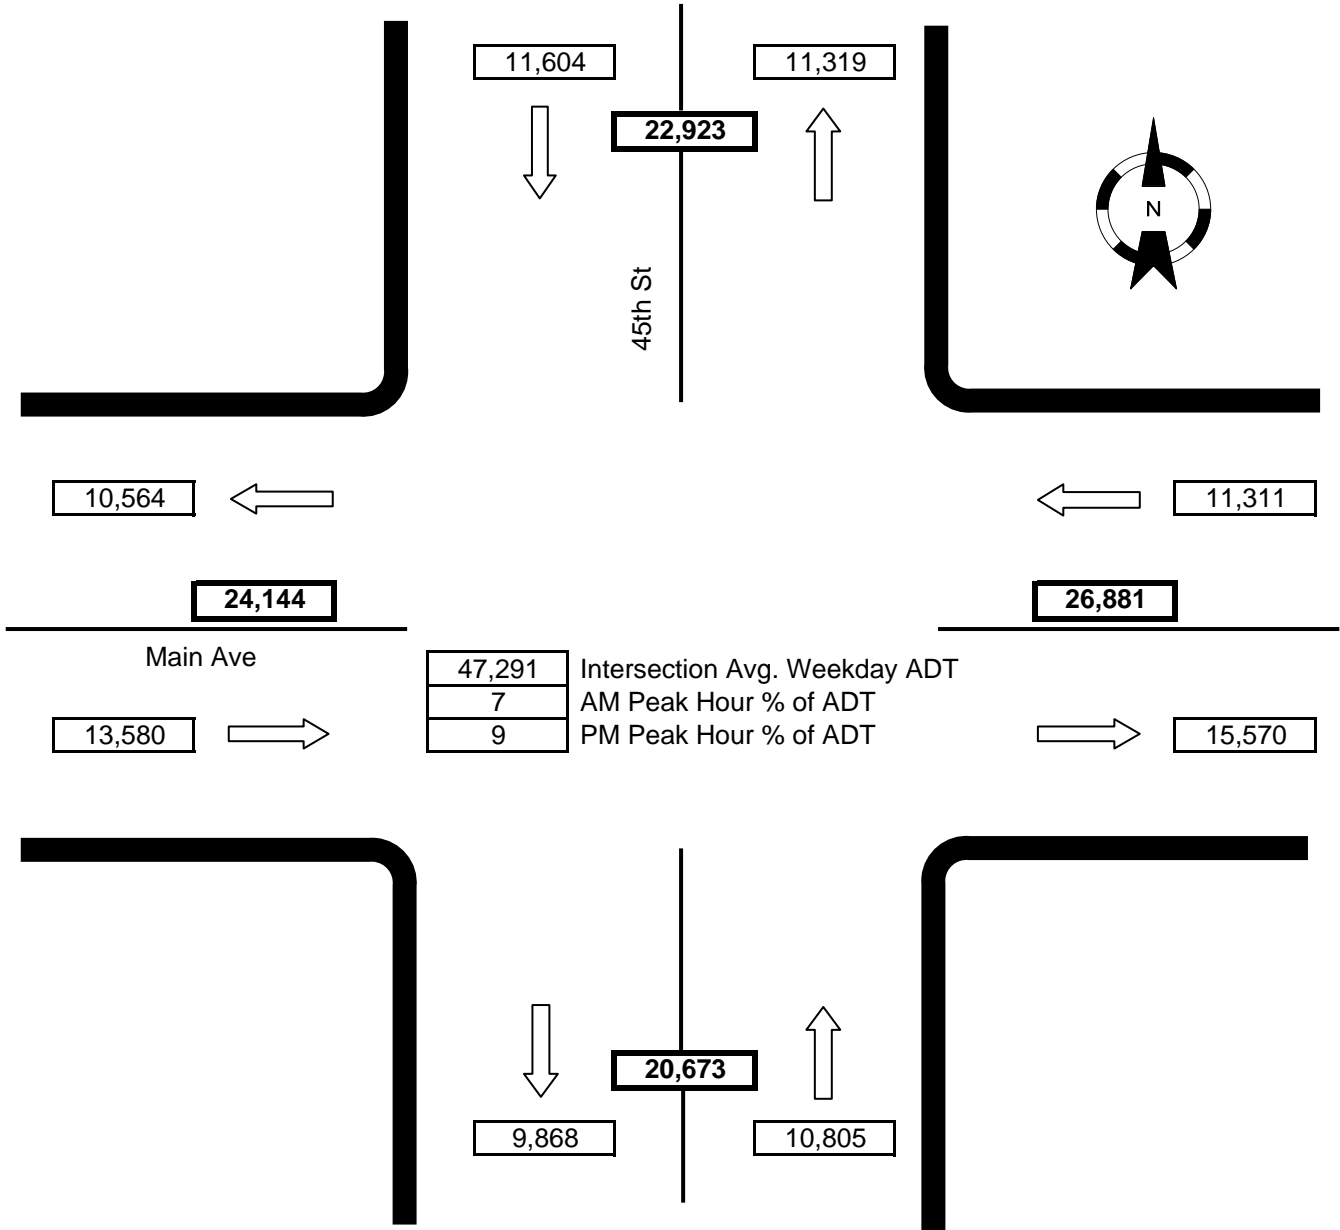 11,604
11,319
22,923
N
45th St
10,564
11,311
24,144
26,881
Main Ave
47,291 Intersection Avg. Weekday ADT
7 AM Peak Hour % of ADT
9 PM Peak Hour % of ADT
13,580
15,570
20,673
9,868
10,805